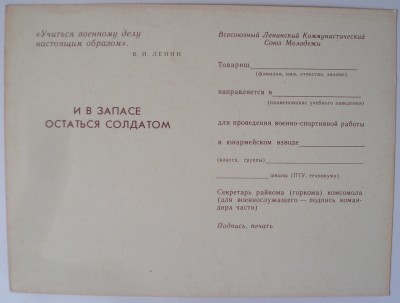 «Учиться военному делу
настоящим образом».
В. И. ЛЕНИН
И В ЗАПАСЕ
ОСТАТЬСЯ СОЛДАТОМ
Всесоюзный Ленинский Коммунистический
Союз Молодежи
Товарищ
(фамилия, имя, отчество, звание)
направляется в
(наименование учебного заведения)
для проведения военно-спортивной работы
в юнармейском взводе
(класса, группы)
школы (ПТУ, техникума)
Секретарь райкома (горкома) комсомола
(для военнослужащего — подпись коман-
дира части)
Подпись, печать